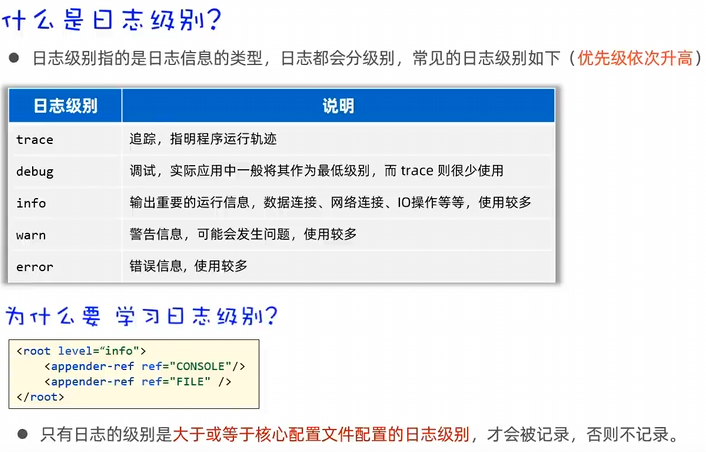 什么是日志级别?
● 日志级别指的是日志信息的类型，日志都会分级别，常见的日志级别如下（优先级依次升高）
日志级别 说明
trace 追踪，指明程序运行轨迹
debug 调试，实际应用中一般将其作为最低级别，而 trace 则很少使用
info 输出重要的运行信息，数据连接、网络连接、IO操作等等，使用较多
warn 警告信息，可能会发生问题，使用较多
error 错误信息，使用较多
为什么要 学习日志级别?
<root level=“info">
<appender-ref ref="CONSOLE"/>
<appender-ref ref="FILE" />
</root>
● 只有日志的级别是大于或等于核心配置文件配置的日志级别，才会被记录，否则不记录。